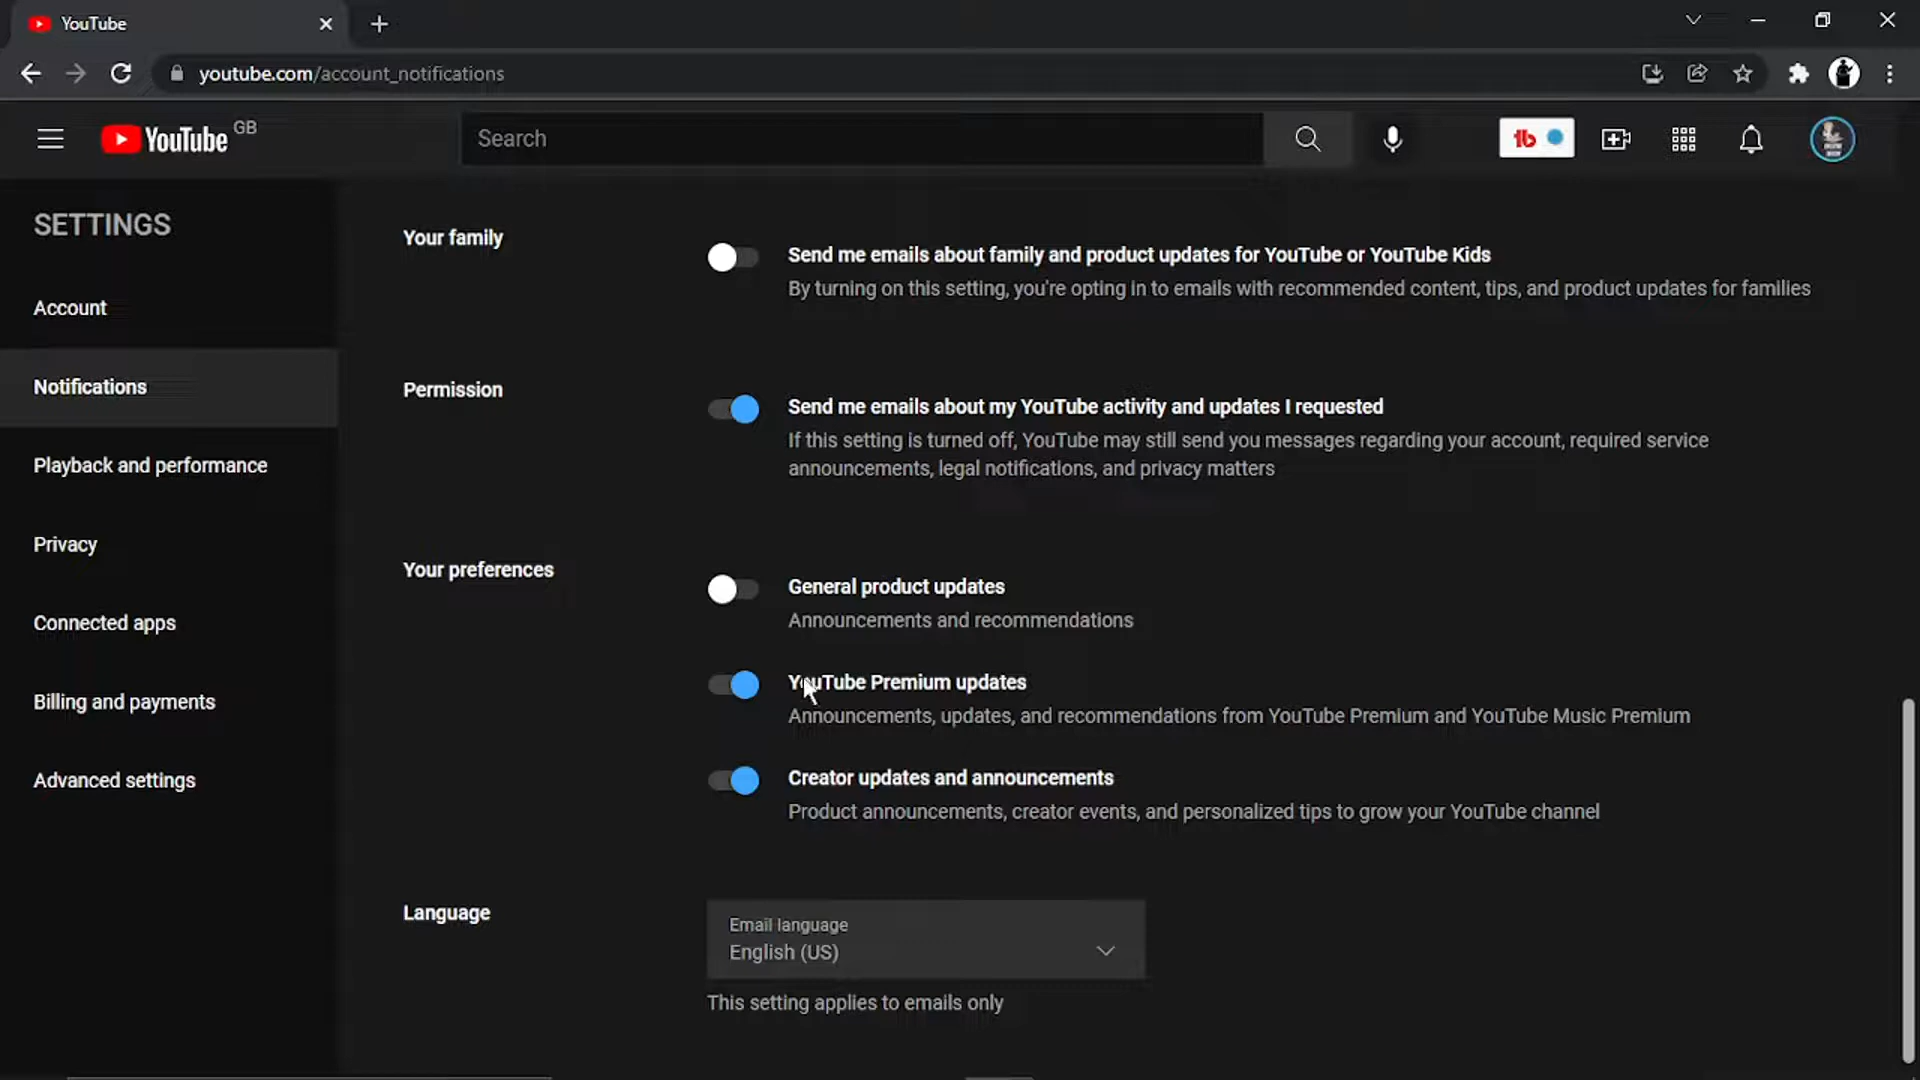 YouTube
youtube.com/account_notifications
YouTube GB
Search
tb
SETTINGS
Account
Notifications
Playback and performance
Privacy
Connected apps
Billing and payments
Advanced settings
Your family
Send me emails about family and product updates for YouTube or YouTube Kids
By turning on this setting, you're opting in to emails with recommended content, tips, and product updates for families
Permission
Send me emails about my YouTube activity and updates I requested
If this setting is turned off, YouTube may still send you messages regarding your account, required service
announcements, legal notifications, and privacy matters
Your preferences
General product updates
Announcements and recommendations
YouTube Premium updates
Announcements, updates, and recommendations from YouTube Premium and YouTube Music Premium
Creator updates and announcements
Product announcements, creator events, and personalized tips to grow your YouTube channel
Language
Email language
English (US)
This setting applies to emails only